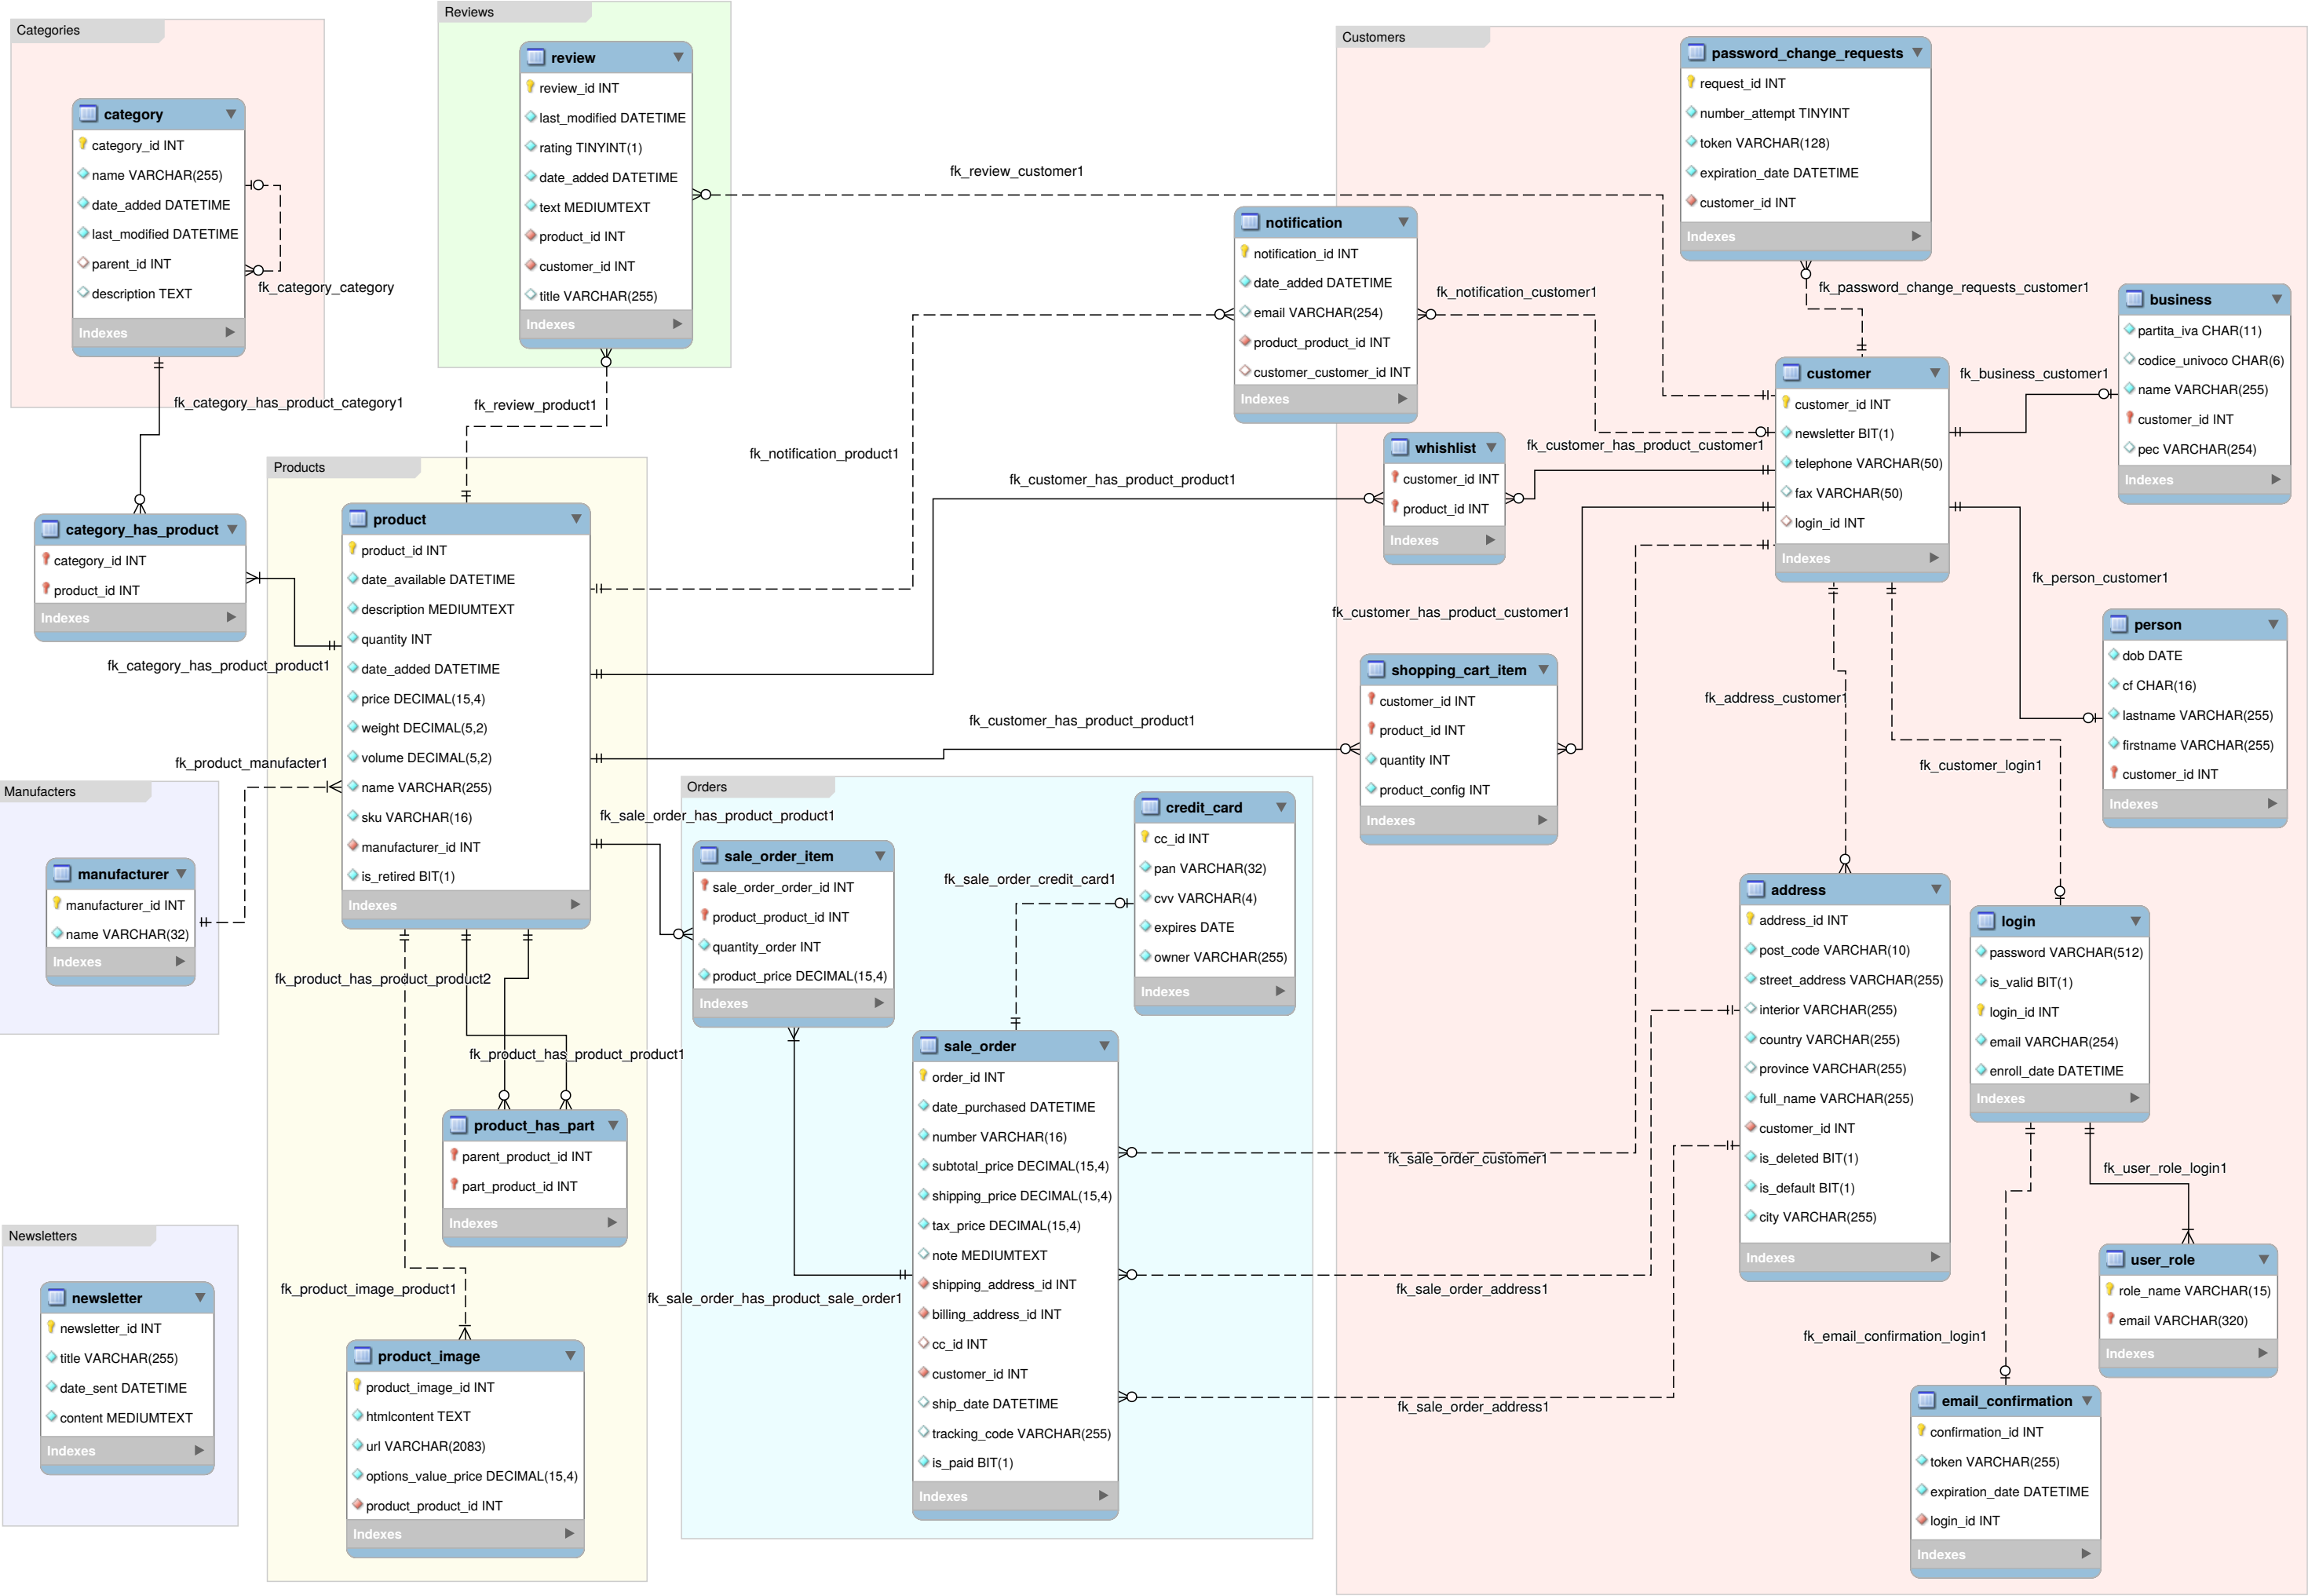 Categories
category
category_id INT
name VARCHAR(255)
date_added DATETIME
last_modified DATETIME
parent_id INT
description TEXT
Indexes
fk_category_category
fk_category_has_product_category1
category_has_product
category_id INT
product_id INT
Indexes
fk_category_has_product_product1
Reviews
review
review_id INT
last_modified DATETIME
rating TINYINT(1)
date_added DATETIME
text MEDIUMTEXT
product_id INT
customer_id INT
title VARCHAR(255)
Indexes
fk_review_customer1
fk_review_product1
Products
product
product_id INT
date_available DATETIME
description MEDIUMTEXT
quantity INT
date_added DATETIME
price DECIMAL(15,4)
weight DECIMAL(5,2)
volume DECIMAL(5,2)
name VARCHAR(255)
sku VARCHAR(16)
manufacturer_id INT
is_retired BIT(1)
Indexes
fk_product_manufacter1
Manufacters
manufacturer
manufacturer_id INT
name VARCHAR(32)
Indexes
fk_product_has_product_product2
fk_product_has_product_product1
product_has_part
parent_product_id INT
part_product_id INT
Indexes
fk_product_image_product1
product_image
product_image_id INT
htmlcontent TEXT
url VARCHAR(2083)
options_value_price DECIMAL(15,4)
product_product_id INT
Indexes
Newsletters
newsletter
newsletter_id INT
title VARCHAR(255)
date_sent DATETIME
content MEDIUMTEXT
Indexes
fk_notification_product1
fk_customer_has_product_product1
fk_customer_has_product_product1
fk_sale_order_has_product_product1
Orders
sale_order_item
sale_order_order_id INT
product_product_id INT
quantity_order INT
product_price DECIMAL(15,4)
Indexes
fk_sale_order_has_product_sale_order1
fk_sale_order_credit_card1
credit_card
cc_id INT
pan VARCHAR(32)
cvv VARCHAR(4)
expires DATE
owner VARCHAR(255)
Indexes
sale_order
order_id INT
date_purchased DATETIME
number VARCHAR(16)
subtotal_price DECIMAL(15,4)
shipping_price DECIMAL(15,4)
tax_price DECIMAL(15,4)
note MEDIUMTEXT
shipping_address_id INT
billing_address_id INT
cc_id INT
customer_id INT
ship_date DATETIME
tracking_code VARCHAR(255)
is_paid BIT(1)
Indexes
Customers
notification
notification_id INT
date_added DATETIME
email VARCHAR(254)
product_product_id INT
customer_customer_id INT
Indexes
fk_notification_customer1
whishlist
customer_id INT
product_id INT
Indexes
fk_customer_has_product_customer1
fk_customer_has_product_customer1
shopping_cart_item
customer_id INT
product_id INT
quantity INT
product_config INT
Indexes
password_change_requests
request_id INT
number_attempt TINYINT
token VARCHAR(128)
expiration_date DATETIME
customer_id INT
Indexes
fk_password_change_requests_customer1
customer
customer_id INT
newsletter BIT(1)
telephone VARCHAR(50)
fax VARCHAR(50)
login_id INT
Indexes
fk_business_customer1
business
partita_iva CHAR(11)
codice_univoco CHAR(6)
name VARCHAR(255)
customer_id INT
pec VARCHAR(254)
Indexes
fk_person_customer1
person
dob DATE
cf CHAR(16)
lastname VARCHAR(255)
firstname VARCHAR(255)
customer_id INT
Indexes
fk_address_customer1
fk_customer_login1
address
address_id INT
post_code VARCHAR(10)
street_address VARCHAR(255)
interior VARCHAR(255)
country VARCHAR(255)
province VARCHAR(255)
full_name VARCHAR(255)
customer_id INT
is_deleted BIT(1)
is_default BIT(1)
city VARCHAR(255)
Indexes
fk_sale_order_customer1
fk_sale_order_address1
fk_sale_order_address1
login
password VARCHAR(512)
is_valid BIT(1)
login_id INT
email VARCHAR(254)
enroll_date DATETIME
Indexes
fk_user_role_login1
user_role
role_name VARCHAR(15)
email VARCHAR(320)
Indexes
fk_email_confirmation_login1
email_confirmation
confirmation_id INT
token VARCHAR(255)
expiration_date DATETIME
login_id INT
Indexes